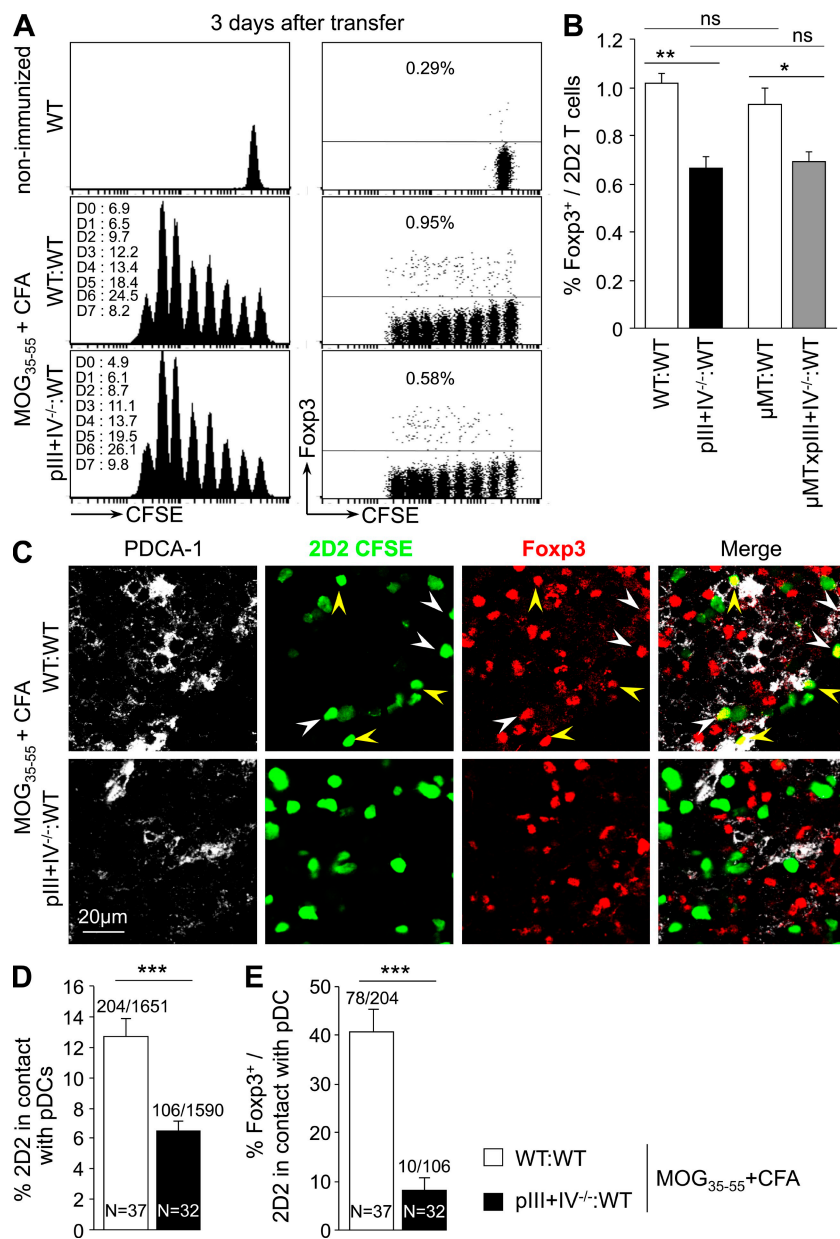 A
3 days after transfer
non-immunized
WT
0.29%
MOG35-55 + CFA
WT:WT
D0 : 6.9
D1 : 6.5
D2 : 9.7
D3 : 12.2
D4 : 13.4
D5 : 18.4
D6 : 24.5
D7 : 8.2
0.95%
pIII+IV-/-:WT
D0 : 4.9
D1 : 6.1
D2 : 8.7
D3 : 11.1
D4 : 13.7
D5 : 19.5
D6 : 26.1
D7 : 9.8
0.58%
Foxp3
CFSE
CFSE
B
ns
ns
**
*
% Foxp3+ / 2D2 T cells
1.2
1.0
0.8
0.6
0.4
0.2
0
WT:WT
pIII+IV-/-:WT
µMT:WT
µMTxpIII+IV-/-:WT
C
PDCA-1
2D2 CFSE
Foxp3
Merge
MOG35-55 + CFA
WT:WT
pIII+IV-/-:WT
20µm
D
***
% 2D2 in contact
with pDCs
16
14
12
10
8
6
4
2
0
204/1651
106/1590
N=37
N=32
E
***
% Foxp3+ /
2D2 in contact with pDC
50
40
30
20
10
0
78/204
10/106
N=37
N=32
WT:WT
pIII+IV-/-:WT
MOG35-55+CFA